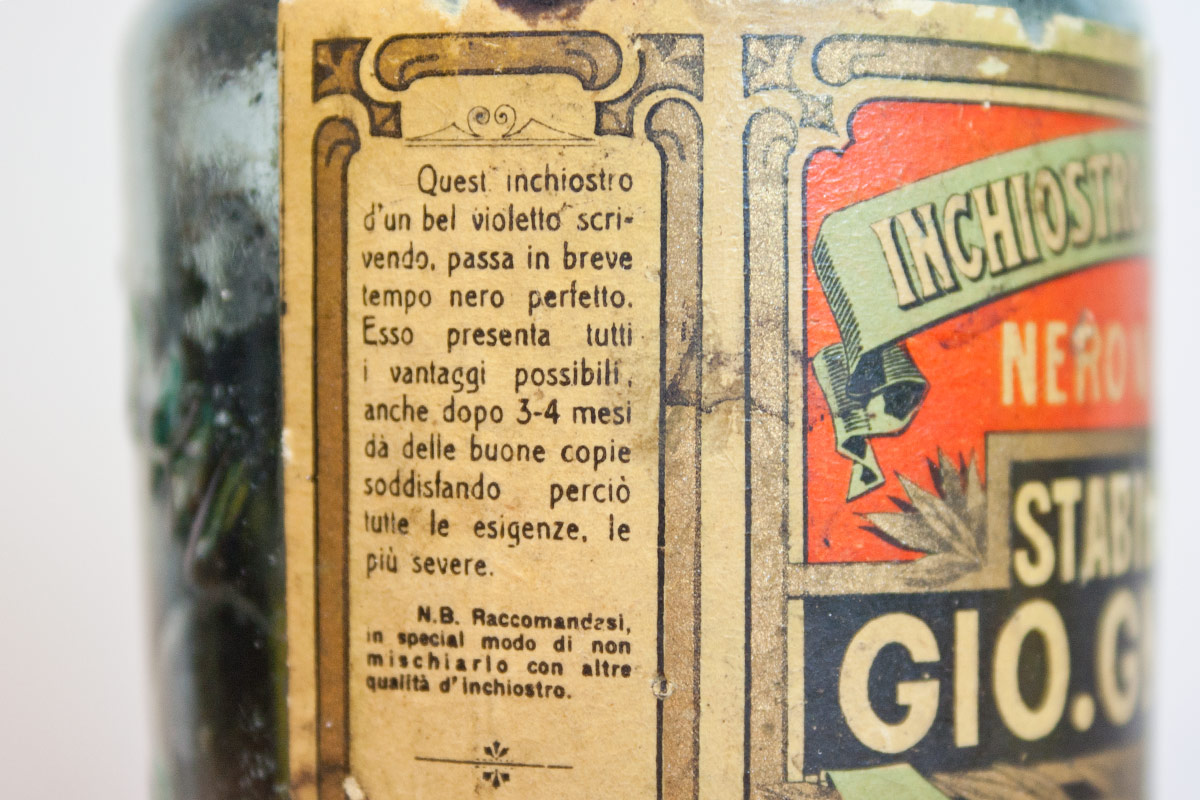 Quest' inchiostro
d'un bel violetto scri-
vendo, passa in breve
tempo nero perfetto.
Esso presenta tutti
i vantaggi possibili,
anche dopo 3-4 mesi
dà delle buone copie
soddisfando perciò
tutte le esigenze, le
più severe.
N.B. Raccomandasi,
in special modo di non
mischiarlo con altre
qualità d'inchiostro.
INCHIOSTRO
NERO
STABI
GIO. G